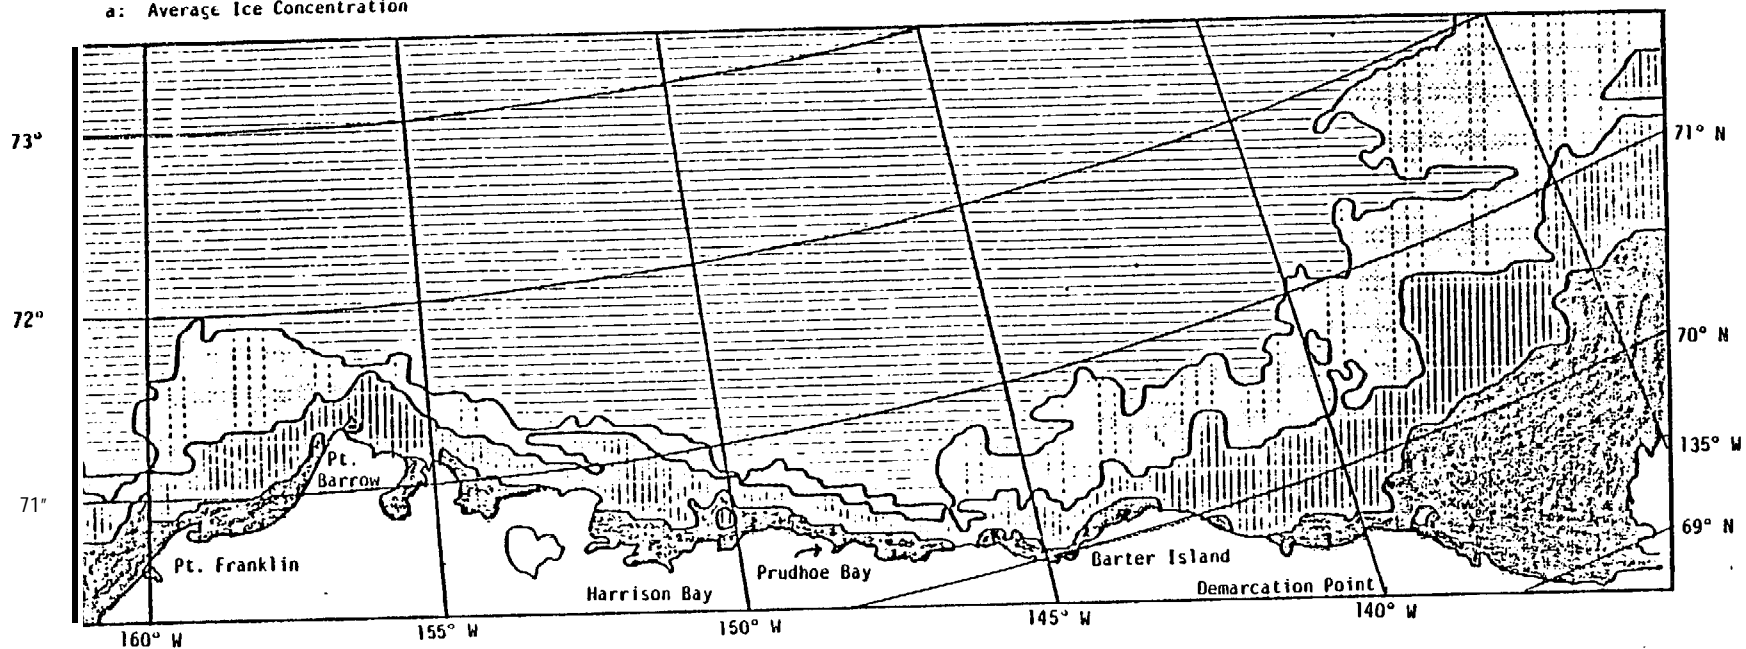 a: Average Ice Concentration
73°
71° N
72°
70° N
135° W
Pt.
Barrow
71"
69° N
Pt. Franklin
Barter Island
Prudhoe Bay
Harrison Bay
Demarcation Point
160° W
155° W
150° W
145° W
140° W